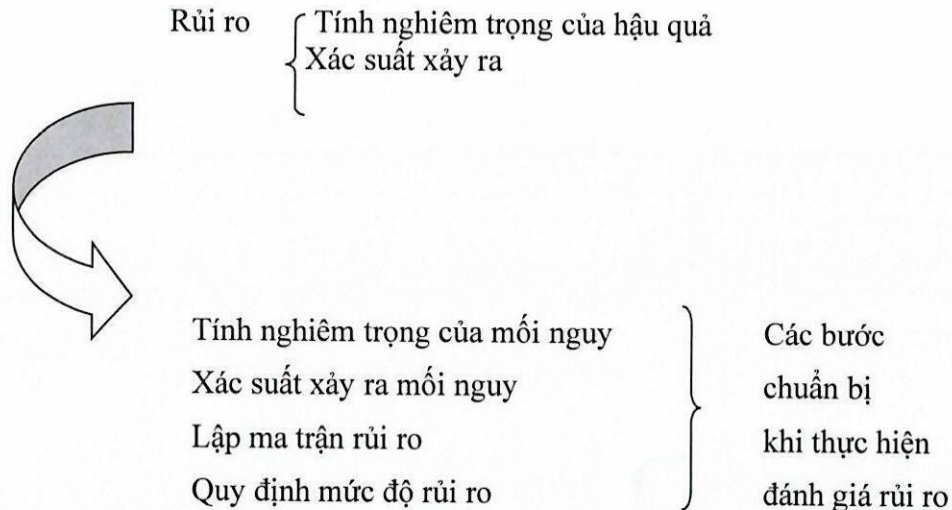 Rủi ro Tính nghiêm trọng của hậu quả
Xác suất xảy ra
Tính nghiêm trọng của mối nguy Các bước
Xác suất xảy ra mối nguy chuẩn bị
Lập ma trận rủi ro khi thực hiện
Quy định mức độ rủi ro đánh giá rủi ro